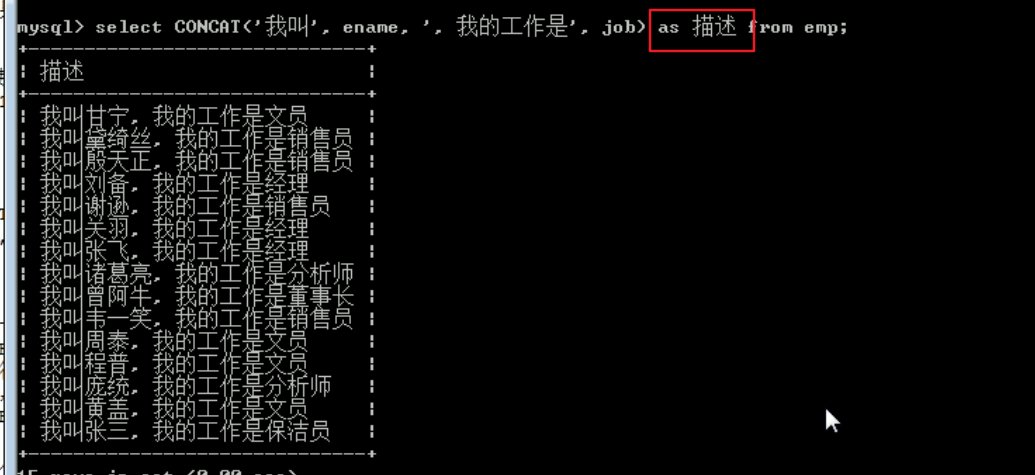 mysql> select CONCAT('我叫', ename, ', 我的工作是', job) as 描述 from emp;
描述
我叫甘宁, 我的工作是文员
我叫黛绮丝, 我的工作是销售员
我叫殷天正, 我的工作是销售员
我叫刘备, 我的工作是经理
我叫谢逊, 我的工作是销售员
我叫关羽, 我的工作是经理
我叫张飞, 我的工作是经理
我叫诸葛亮, 我的工作是分析师
我叫曾阿牛, 我的工作是董事长
我叫韦一笑, 我的工作是销售员
我叫周泰, 我的工作是文员
我叫程普, 我的工作是文员
我叫庞统, 我的工作是分析师
我叫黄盖, 我的工作是文员
我叫张三, 我的工作是保洁员
15 rows in set (0.00 sec)